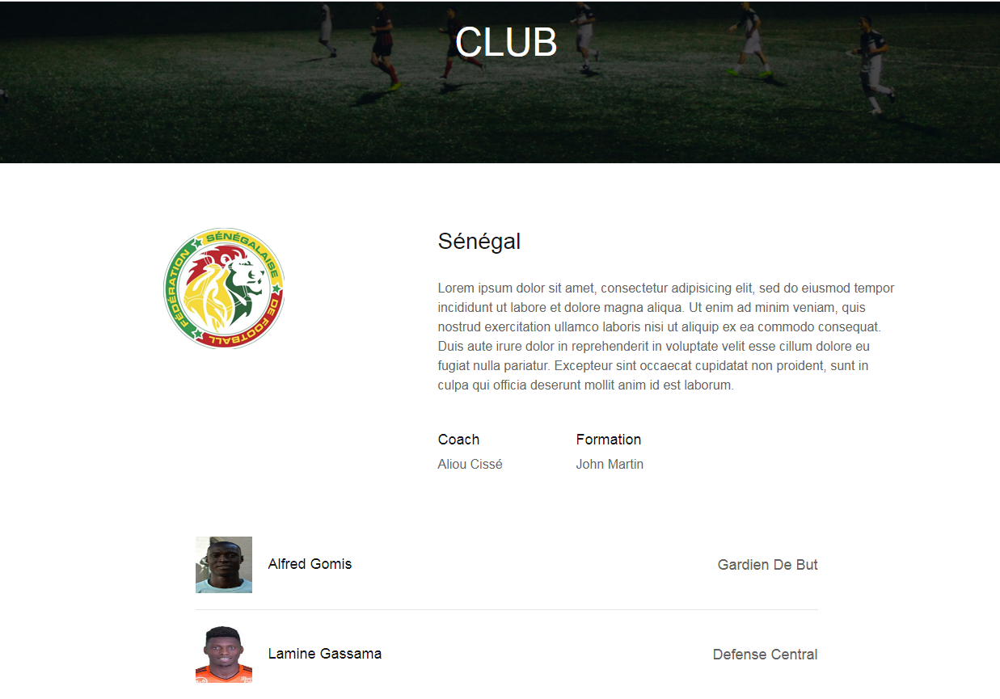 CLUB
FÉDÉRATION SÉNÉGALAISE DE FOOTBALL
Sénégal
Lorem ipsum dolor sit amet, consectetur adipisicing elit, sed do eiusmod tempor
incididunt ut labore et dolore magna aliqua. Ut enim ad minim veniam, quis
nostrud exercitation ullamco laboris nisi ut aliquip ex ea commodo consequat.
Duis aute irure dolor in reprehenderit in voluptate velit esse cillum dolore eu
fugiat nulla pariatur. Excepteur sint occaecat cupidatat non proident, sunt in
culpa qui officia deserunt mollit anim id est laborum.
Coach Formation
Aliou Cissé John Martin
Alfred Gomis Gardien De But
Lamine Gassama Defense Central